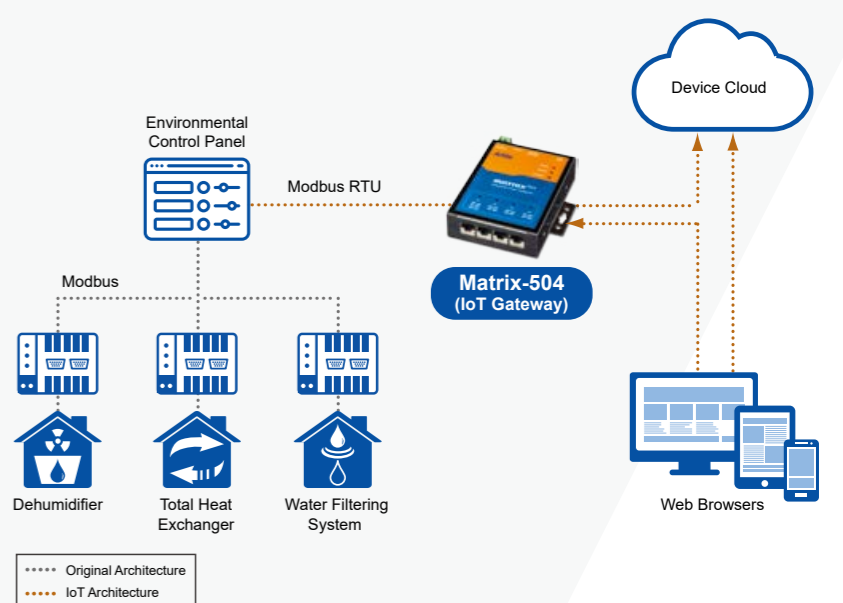 Device Cloud
Environmental
Control Panel
Modbus RTU
Matrix-504
(IoT Gateway)
Modbus
Dehumidifier
Total Heat
Exchanger
Water Filtering
System
Web Browsers
Original Architecture
IoT Architecture